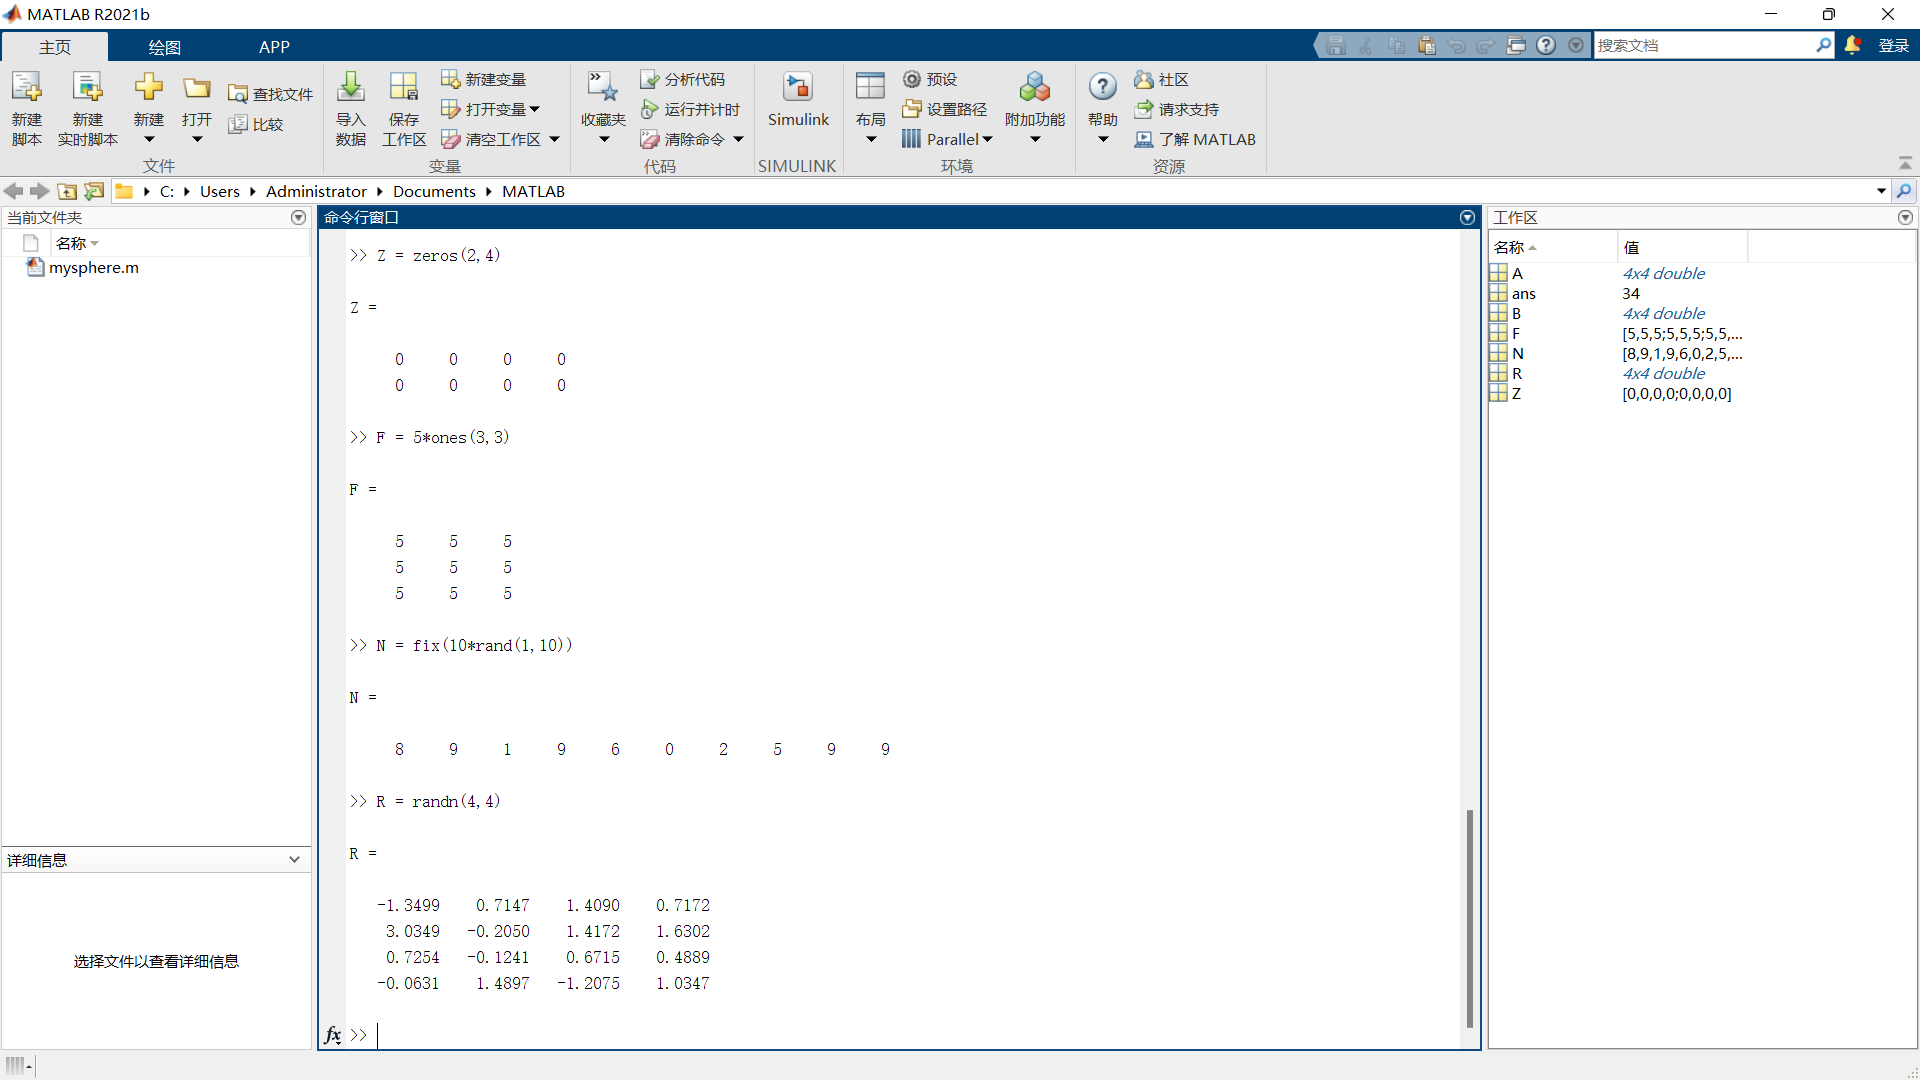 MATLAB R2021b
主页 绘图 APP 搜索文档 登录
新建脚本
新建实时脚本
新建
打开
查找文件
比较
文件
导入数据
保存工作区
新建变量
打开变量
清空工作区
变量
收藏夹
分析代码
运行并计时
清除命令
代码
Simulink
SIMULINK
布局
预设
设置路径
Parallel
附加功能
环境
帮助
社区
请求支持
了解 MATLAB
资源
C: Users Administrator Documents MATLAB
当前文件夹
名称
mysphere.m
详细信息
选择文件以查看详细信息
命令行窗口
>> Z = zeros(2,4)
Z =
0 0 0 0
0 0 0 0
>> F = 5*ones(3,3)
F =
5 5 5
5 5 5
5 5 5
>> N = fix(10*rand(1,10))
N =
8 9 1 9 6 0 2 5 9 9
>> R = randn(4,4)
R =
-1.3499 0.7147 1.4090 0.7172
3.0349 -0.2050 1.4172 1.6302
0.7254 -0.1241 0.6715 0.4889
-0.0631 1.4897 -1.2075 1.0347
fx >>
工作区
名称 值
A 4x4 double
ans 34
B 4x4 double
F [5,5,5;5,5,5;5,5,...
N [8,9,1,9,6,0,2,5,...
R 4x4 double
Z [0,0,0,0;0,0,0,0]